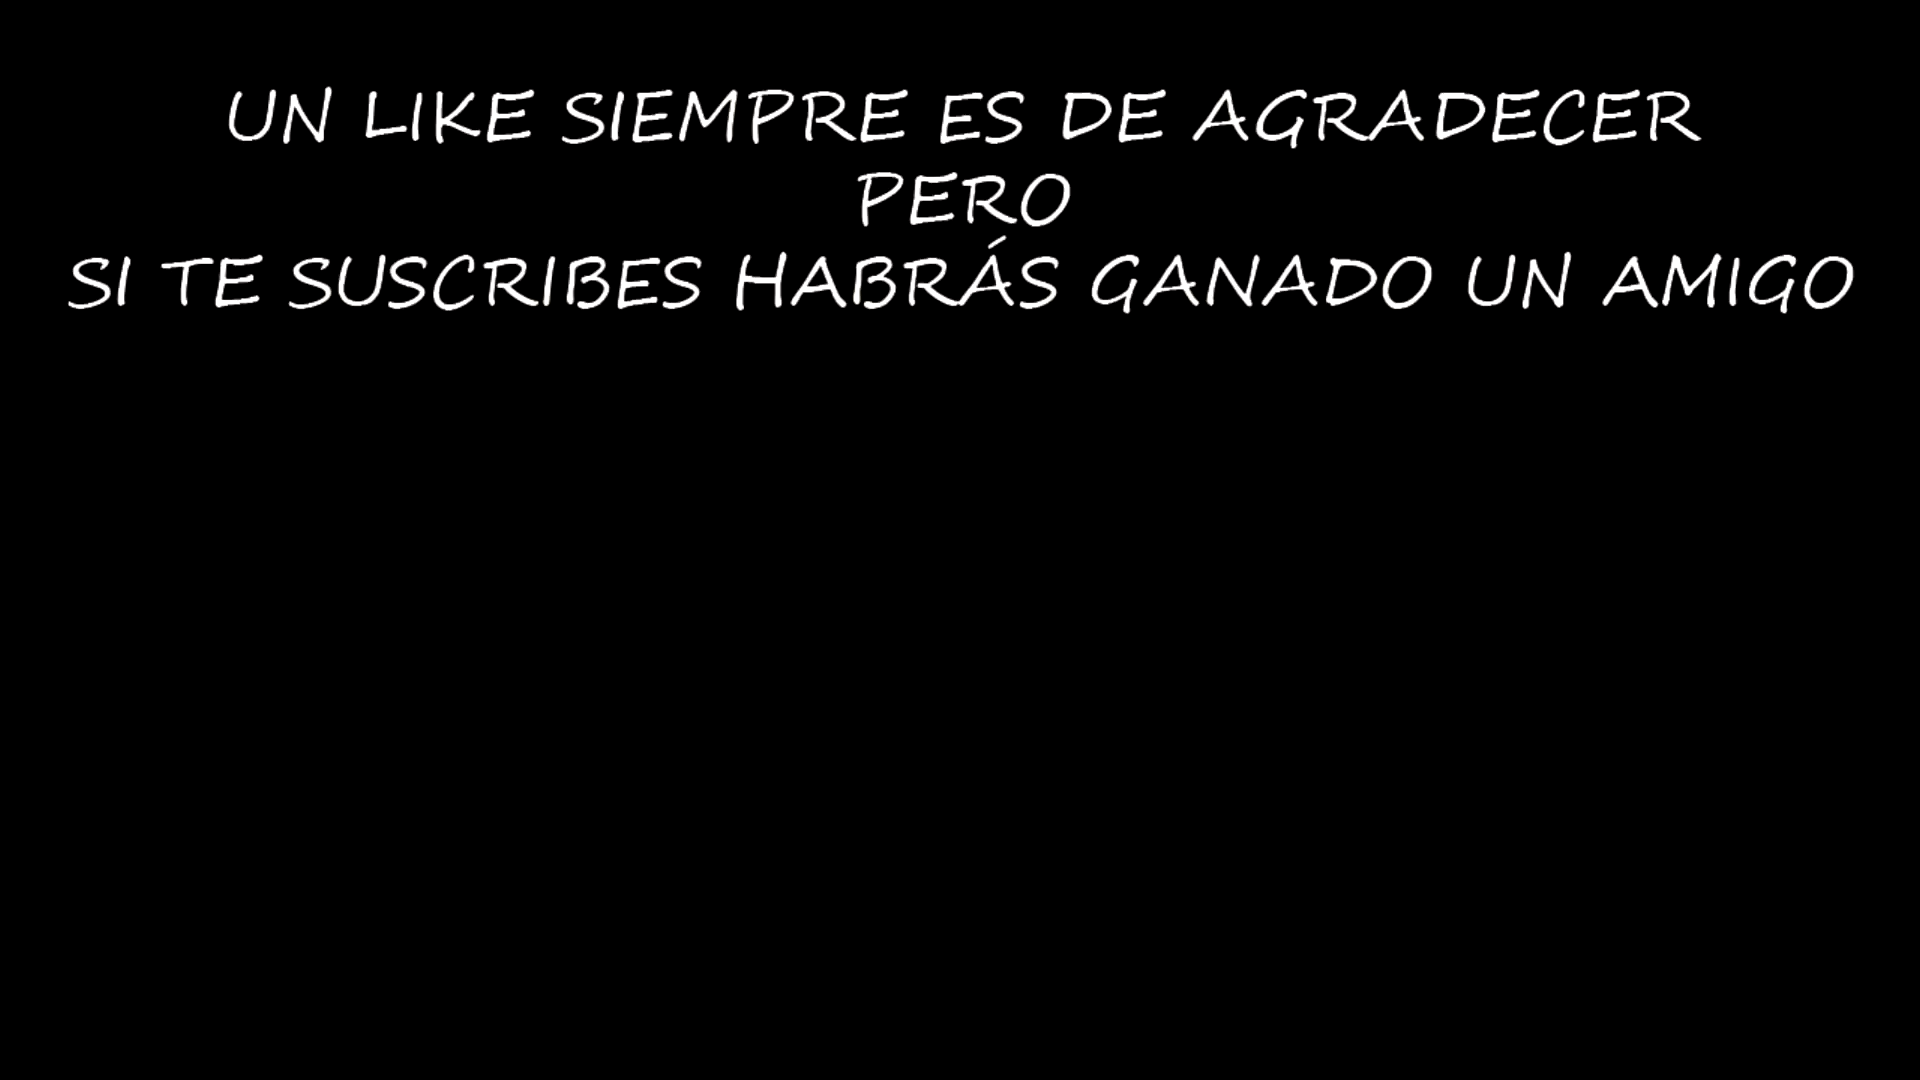 UN LIKE SIEMPRE ES DE AGRADECER
PERO
SI TE SUSCRIBES HABRÁS GANADO UN AMIGO